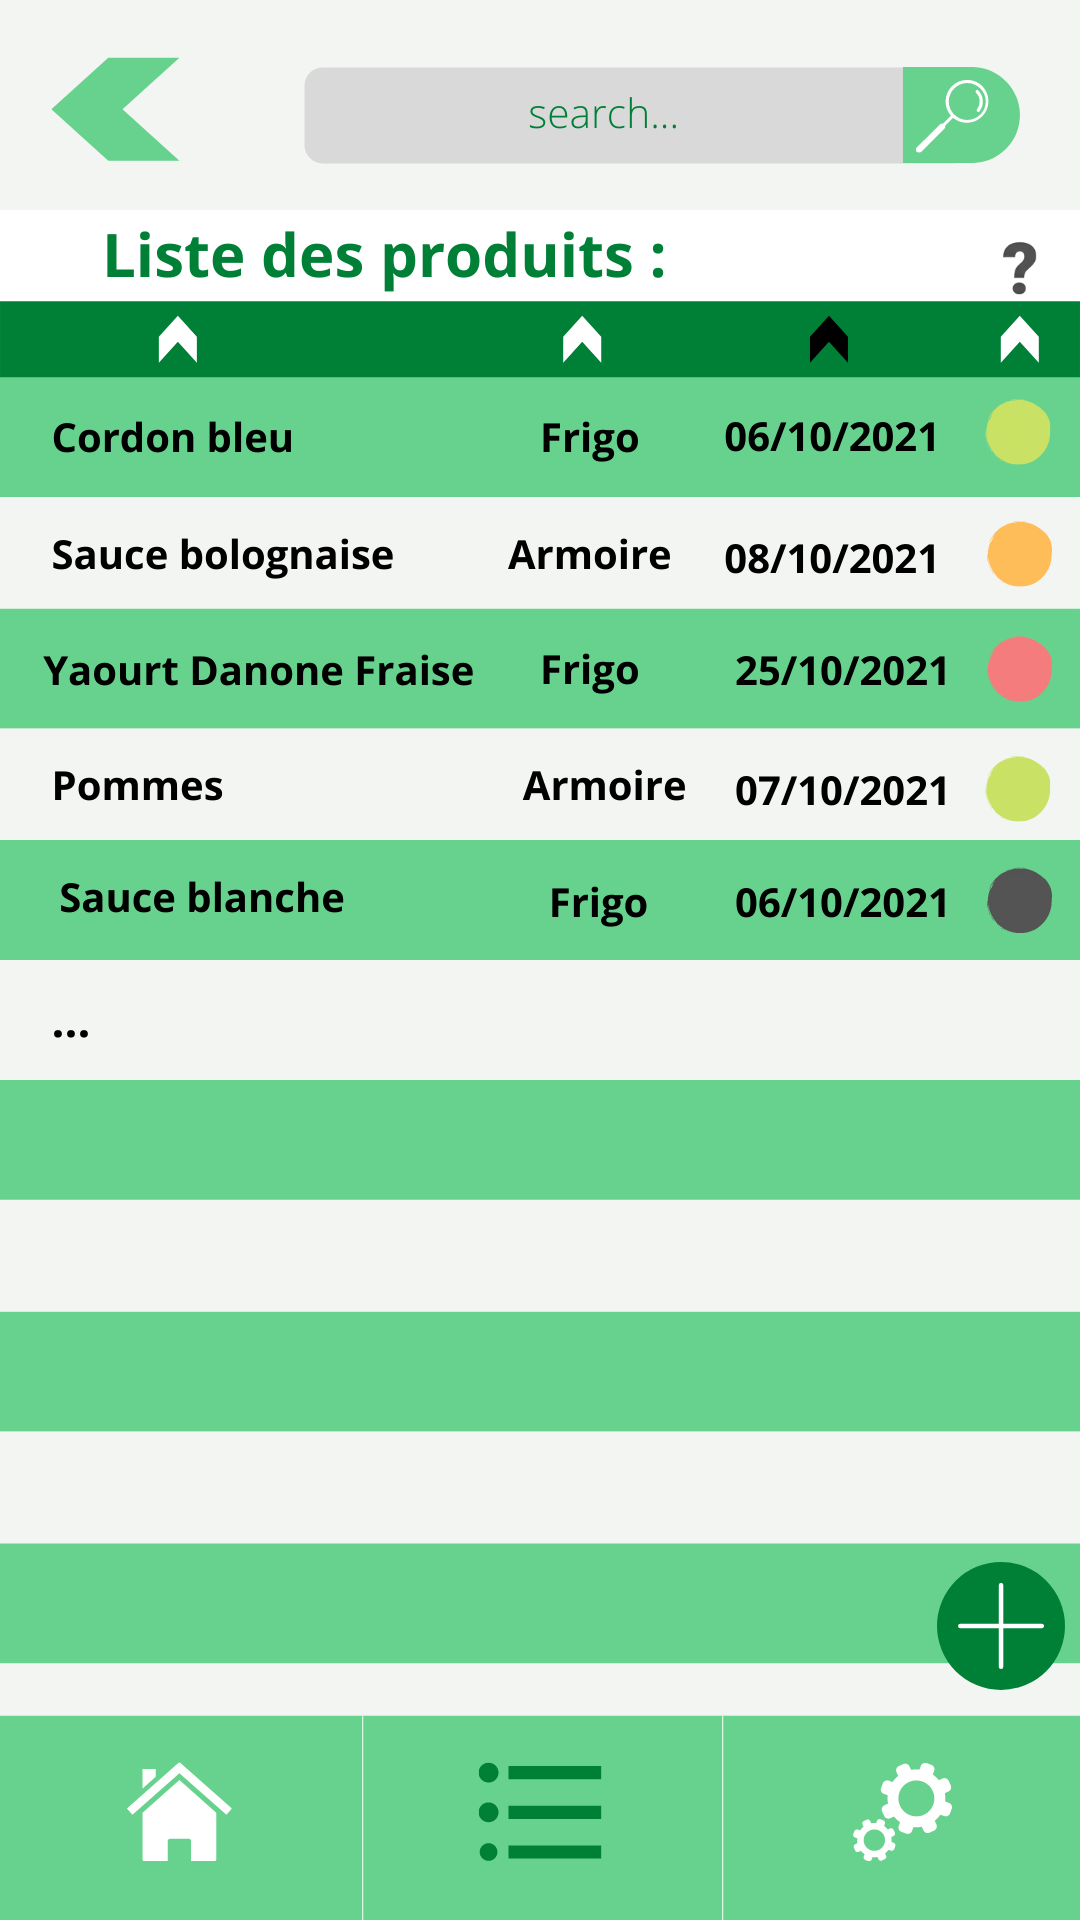 search...
Liste des produits :
?
Cordon bleu Frigo 06/10/2021
Sauce bolognaise Armoire 08/10/2021
Yaourt Danone Fraise Frigo 25/10/2021
Pommes Armoire 07/10/2021
Sauce blanche Frigo 06/10/2021
...